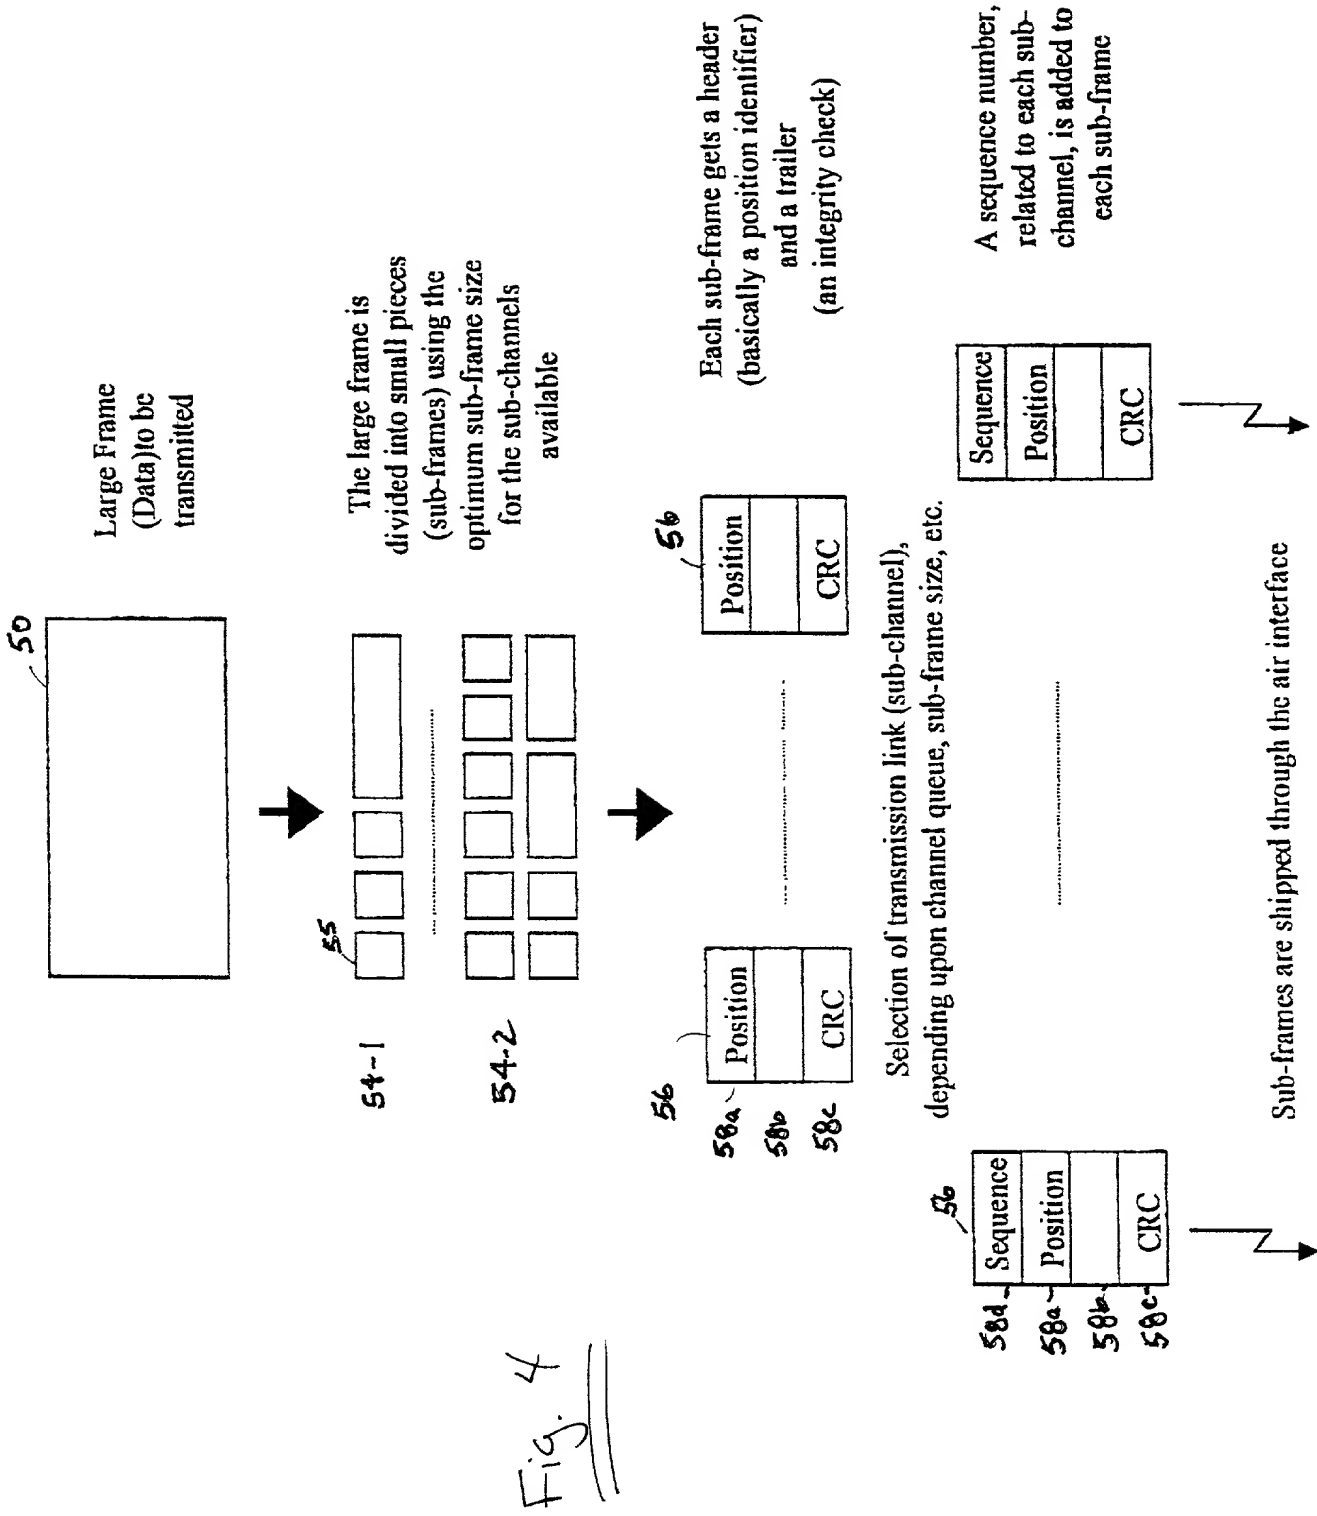 50
Large Frame
(Data)to be
transmitted
55
54-1
The large frame is
divided into small pieces
(sub-frames) using the
optimum sub-frame size
for the sub-channels
available
54-2
56
56
58a
58b
58c
Position
CRC
Position
CRC
Each sub-frame gets a header
(basically a position identifier)
and a trailer
(an integrity check)
Selection of transmission link (sub-channel),
depending upon channel queue, sub-frame size, etc.
56
58d
58a
58b
58c
Sequence
Position
CRC
Sequence
Position
CRC
A sequence number,
related to each sub-
channel, is added to
each sub-frame
Sub-frames are shipped through the air interface
Fig. 4